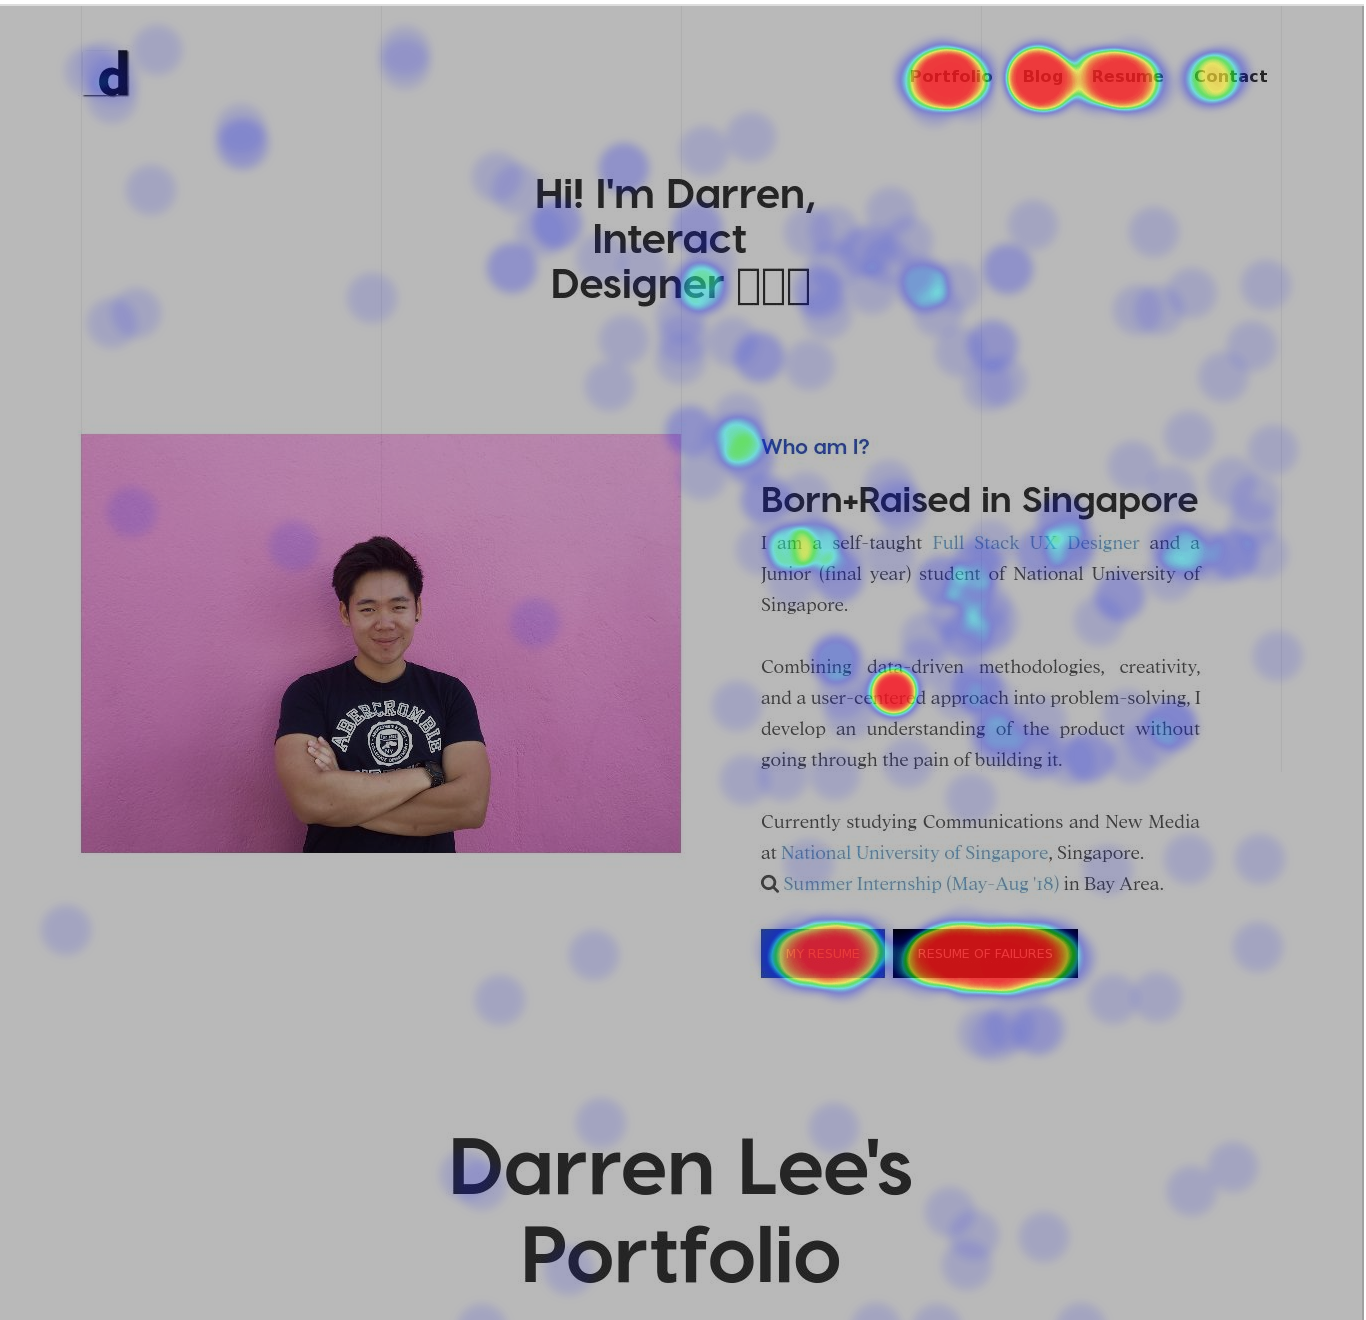 d
Portfolio Blog Resume Contact
Hi! I'm Darren,
Interact
Designer
Who am I?
Born+Raised in Singapore
I am a self-taught Full Stack UX Designer and a
Junior (final year) student of National University of
Singapore.
Combining data-driven methodologies, creativity,
and a user-centered approach into problem-solving, I
develop an understanding of the product without
going through the pain of building it.
Currently studying Communications and New Media
at National University of Singapore, Singapore.
Summer Internship (May-Aug '18) in Bay Area.
MY RESUME
RESUME OF FAILURES
ABERCROMBIE
Darren Lee's
Portfolio